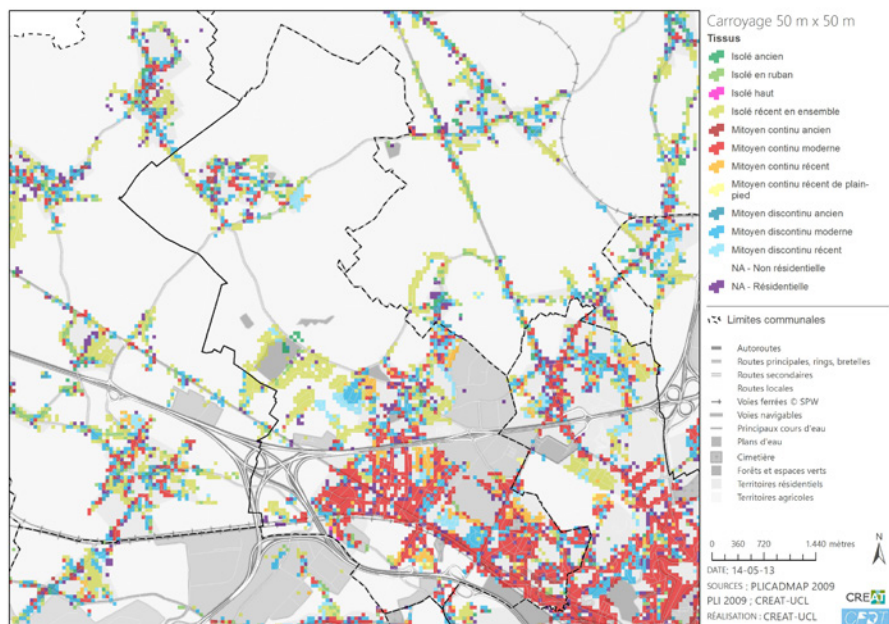 Carroyage 50 m x 50 m
Tissus
Isolé ancien
Isolé en ruban
Isolé haut
Isolé récent en ensemble
Mitoyen continu ancien
Mitoyen continu moderne
Mitoyen continu récent
Mitoyen continu récent de plain-
pied
Mitoyen discontinu ancien
Mitoyen discontinu moderne
Mitoyen discontinu récent
NA - Non résidentielle
NA - Résidentielle
Limites communales
Autoroutes
Routes principales, rings, bretelles
Routes secondaires
Routes locales
Voies ferrées © SPW
Voies navigables
Principaux cours d'eau
Plans d'eau
Cimetière
Forêts et espaces verts
Territoires résidentiels
Territoires agricoles
N
0 360 720 1.440 mètres
DATE: 14-05-13
SOURCES : PLICADMAP 2009
PLI 2009 ; CREAT-UCL
RÉALISATION : CREAT-UCL
CREAT